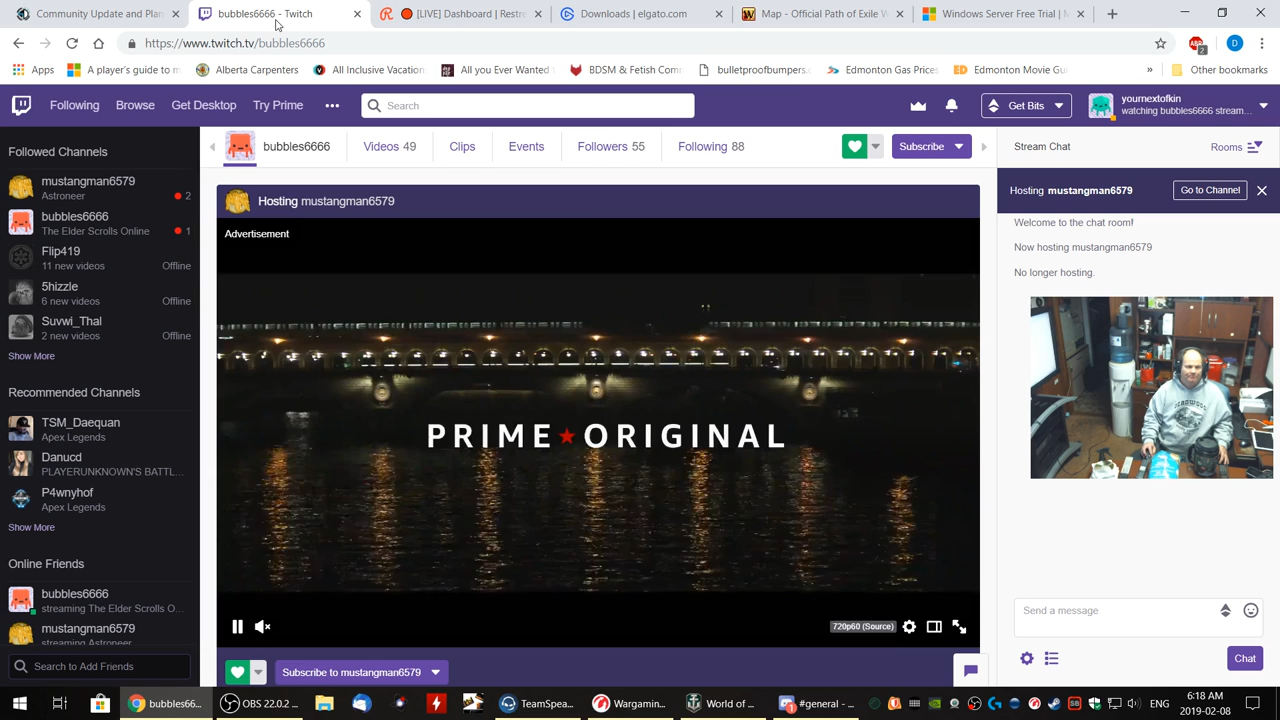 Community Update and Plan
bubbles6666 - Twitch
[LIVE] Dashboard | Restre
Downloads | elgato.com
Map - Official Path of Exile W
Windows Server Free Trial | M
https://www.twitch.tv/bubbles6666
ABP
2
D
Apps
A player's guide to m
Alberta Carpenters
All Inclusive Vacation
All you Ever Wanted
BDSM & Fetish Com
bulletproofbumpers.c
Edmonton Gas Prices
ED
Edmonton Movie Gui
»
Other bookmarks
Following
Browse
Get Desktop
Try Prime
Search
Get Bits
yournextofkin
watching bubbles6666 stream...
Followed Channels
mustangman6579
Astroneer
2
bubbles6666
The Elder Scrolls Online
1
Flip419
11 new videos
Offline
5hizzle
6 new videos
Offline
Suvwi_Thal
2 new videos
Offline
Show More
Recommended Channels
TSM_Daequan
Apex Legends
Danucd
PLAYERUNKNOWN'S BATTL...
P4wnyhof
Apex Legends
Show More
Online Friends
bubbles6666
streaming The Elder Scrolls O...
mustangman6579
streaming Astroneer
Search to Add Friends
bubbles6666
Videos 49
Clips
Events
Followers 55
Following 88
Subscribe
Hosting mustangman6579
Advertisement
PRIME ORIGINAL
720p60 (Source)
Subscribe to mustangman6579
Stream Chat
Rooms
Hosting mustangman6579
Go to Channel
Welcome to the chat room!
Now hosting mustangman6579
No longer hosting.
Send a message
Chat
bubbles66...
OBS 22.0.2 ...
TeamSpeak...
Wargamin...
World of ...
#general - ...
ENG
6:18 AM
2019-02-08